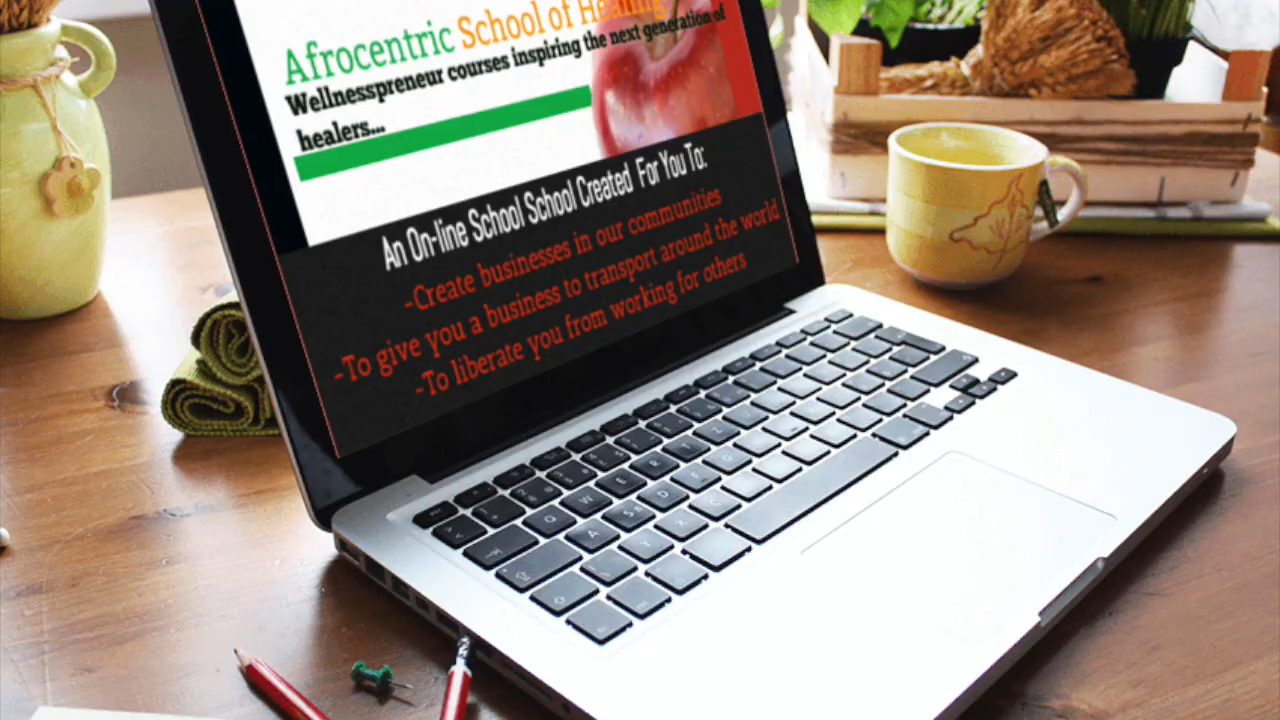 Afrocentric School of Healing
Wellnesspreneur courses inspiring the next generation of
healers...
An On-line School School Created For You To:
-Create businesses in our communities
-To give you a business to transport around the world
-To liberate you from working for others